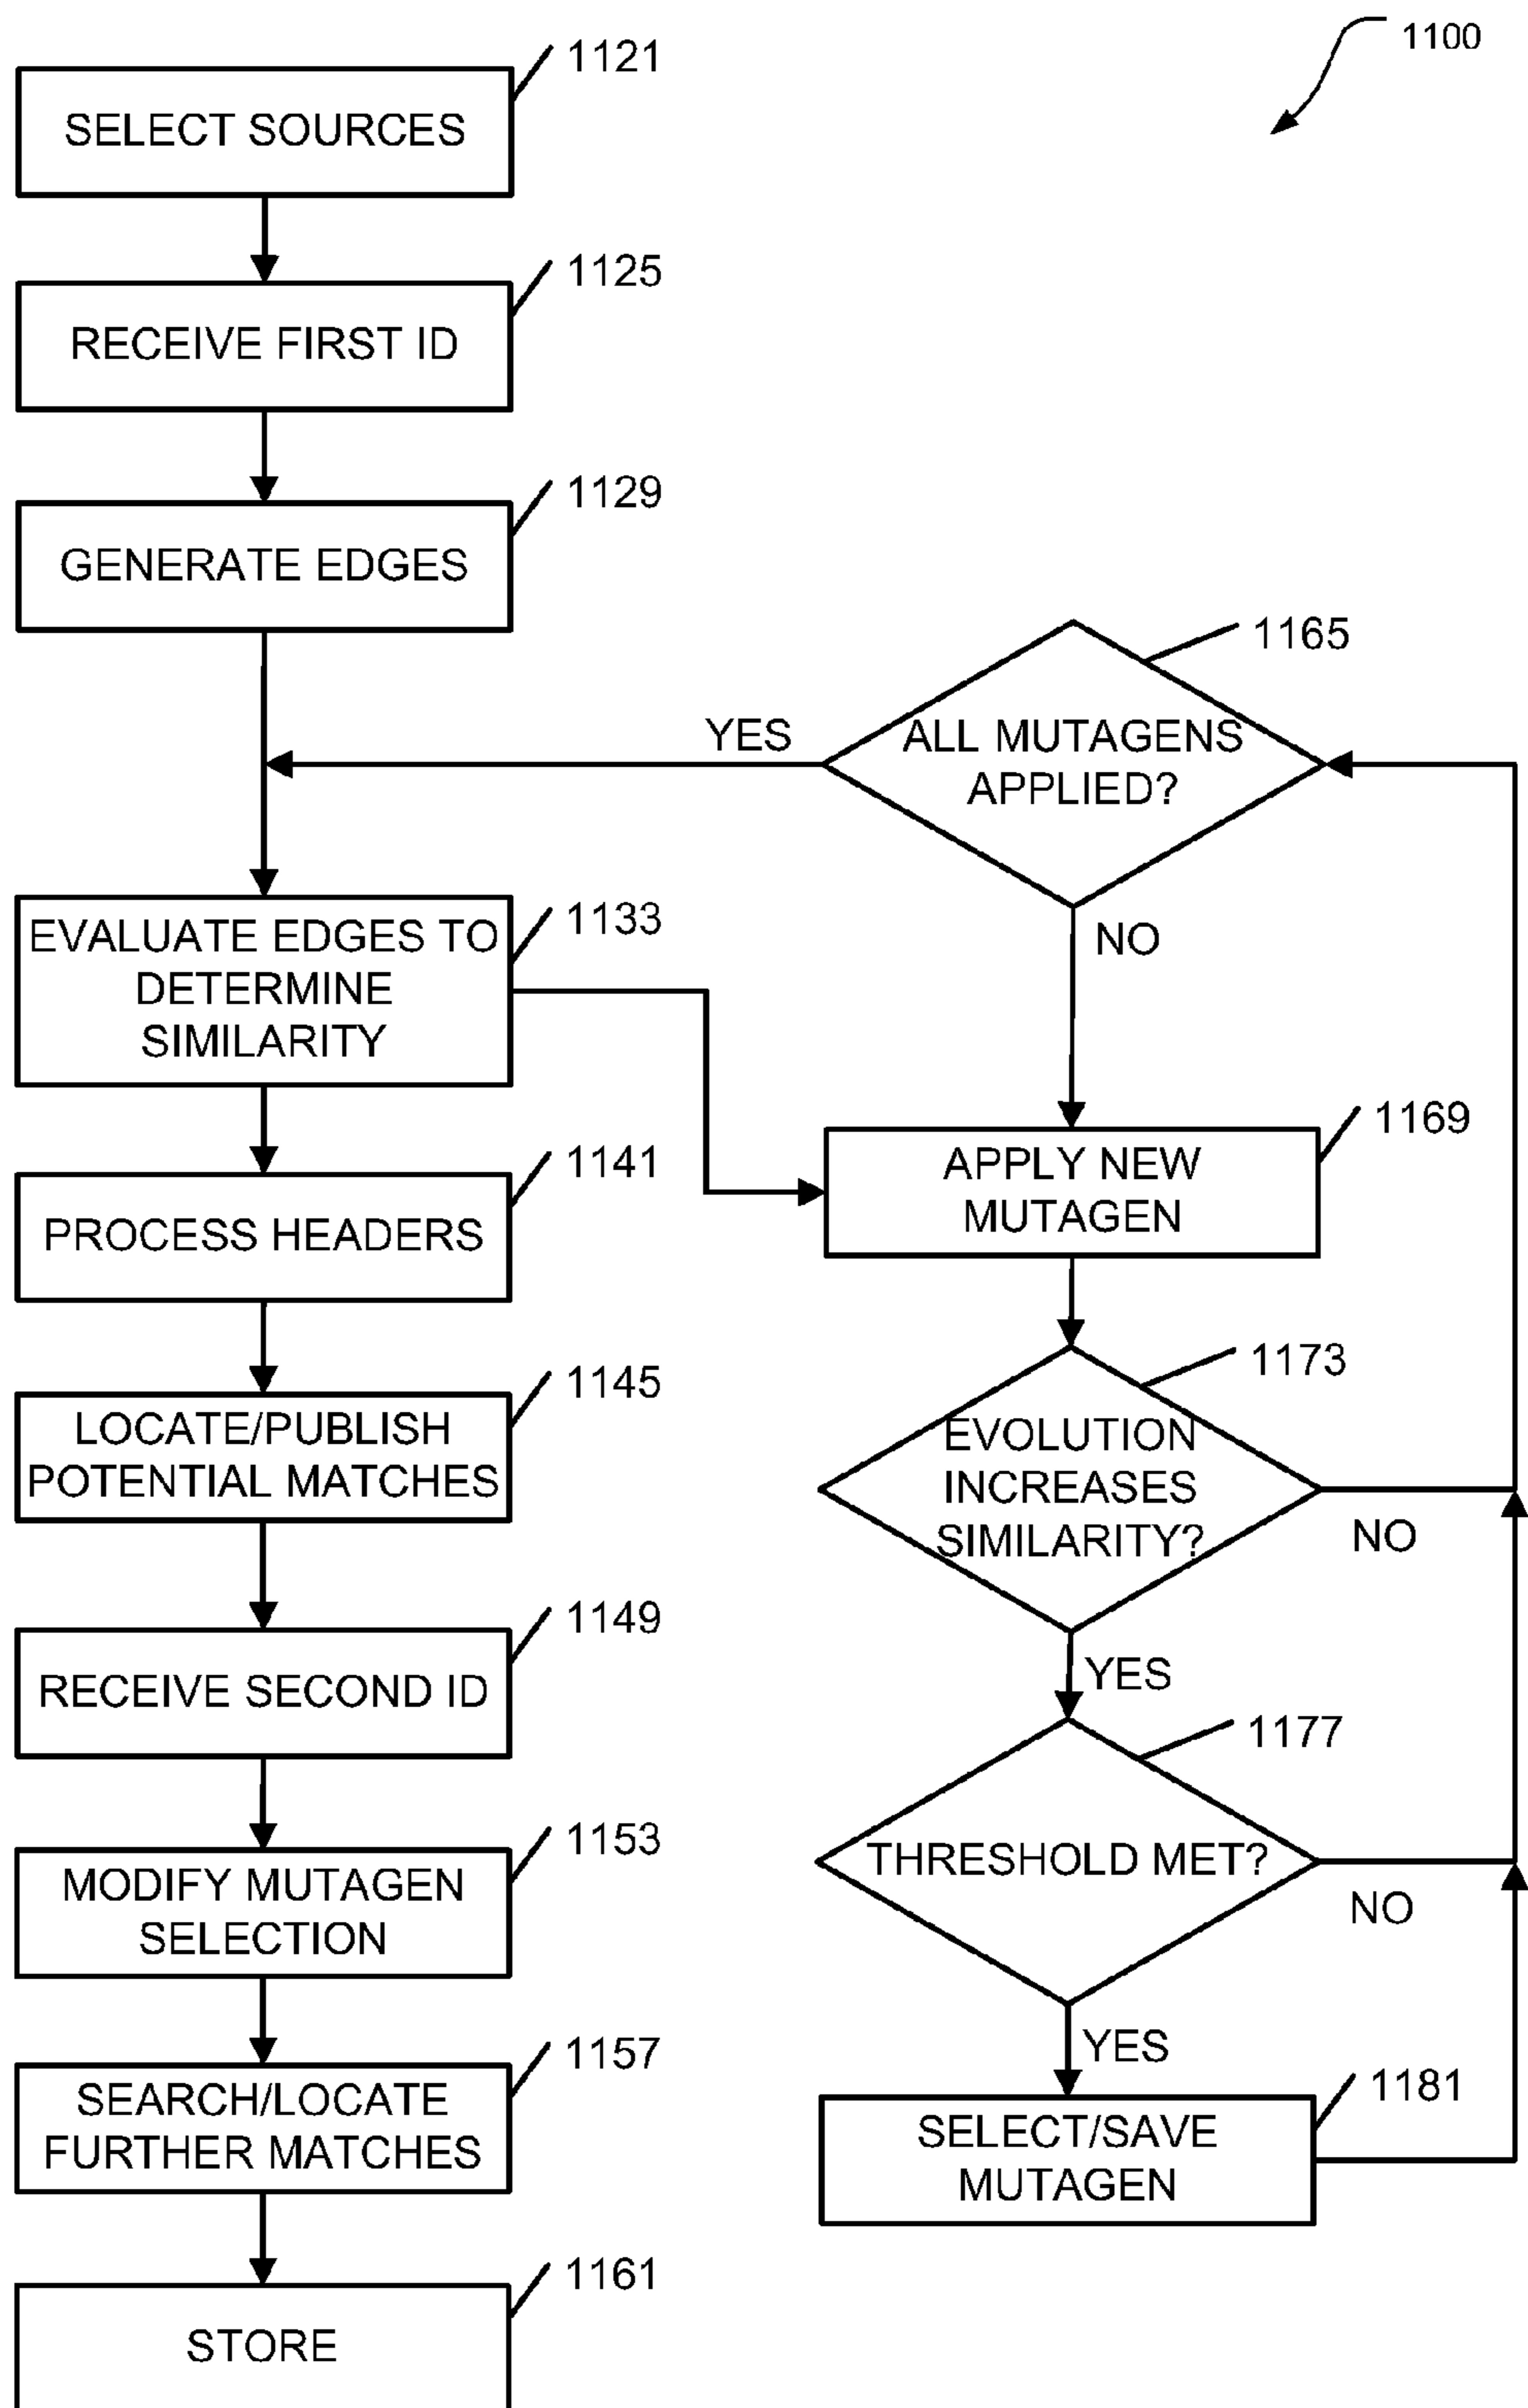 1100
1121
SELECT SOURCES
1125
RECEIVE FIRST ID
1129
GENERATE EDGES
1165
YES
ALL MUTAGENS
APPLIED?
NO
1133
EVALUATE EDGES TO
DETERMINE
SIMILARITY
1169
APPLY NEW
MUTAGEN
1141
PROCESS HEADERS
1173
EVOLUTION
INCREASES
SIMILARITY?
NO
YES
1145
LOCATE/PUBLISH
POTENTIAL MATCHES
1149
RECEIVE SECOND ID
1177
THRESHOLD MET?
NO
YES
1153
MODIFY MUTAGEN
SELECTION
1157
SEARCH/LOCATE
FURTHER MATCHES
1181
SELECT/SAVE
MUTAGEN
1161
STORE